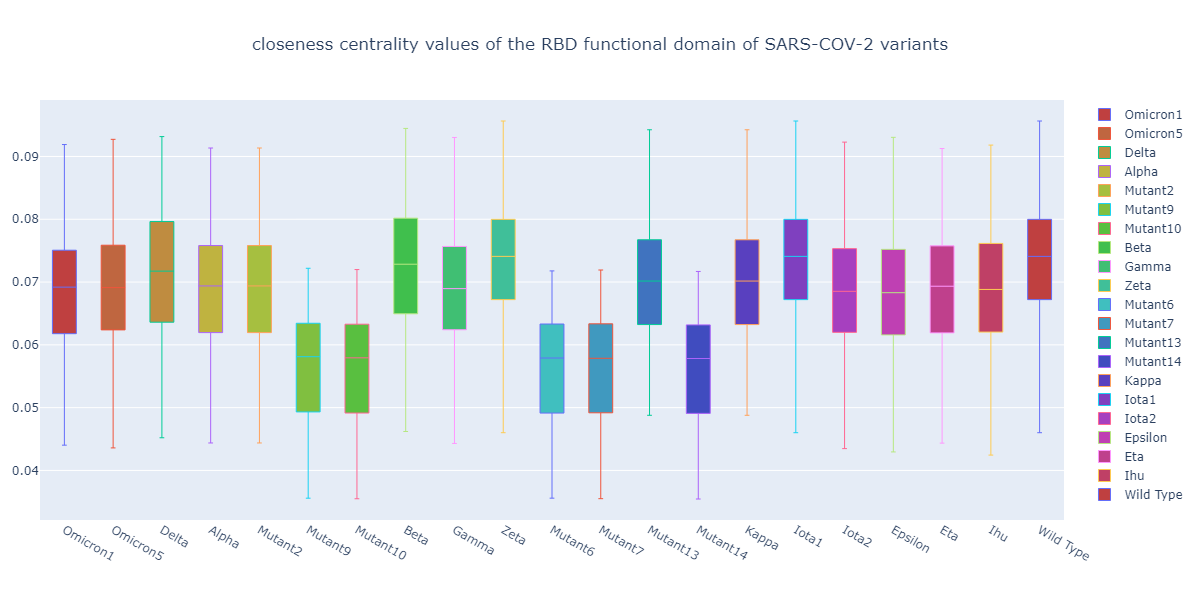 closeness centrality values of the RBD functional domain of SARS-COV-2 variants
0.09
0.08
0.07
0.06
0.05
0.04
Omicron1
Omicron5
Delta
Alpha
Mutant2
Mutant9
Mutant10
Beta
Gamma
Zeta
Mutant6
Mutant7
Mutant13
Mutant14
Kappa
Iota1
Iota2
Epsilon
Eta
Ihu
Wild Type
Omicron1
Omicron5
Delta
Alpha
Mutant2
Mutant9
Mutant10
Beta
Gamma
Zeta
Mutant6
Mutant7
Mutant13
Mutant14
Kappa
Iota1
Iota2
Epsilon
Eta
Ihu
Wild Type